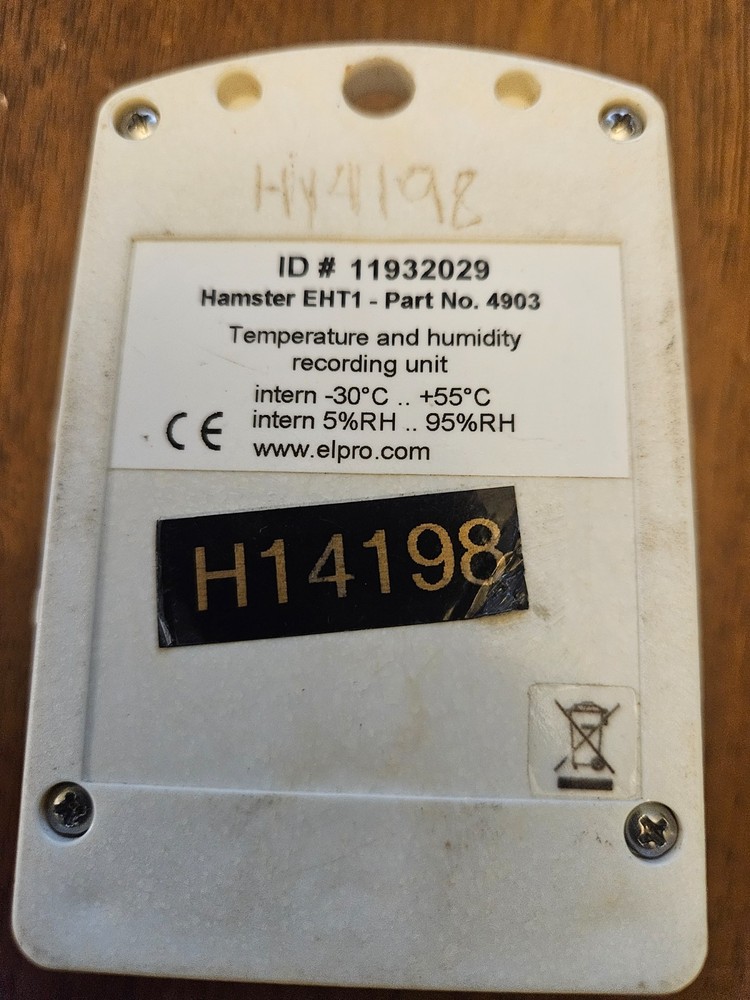 H14198
ID # 11932029
Hamster EHT1 - Part No. 4903
Temperature and humidity
recording unit
intern -30°C .. +55°C
CE intern 5%RH .. 95%RH
www.elpro.com
H14198